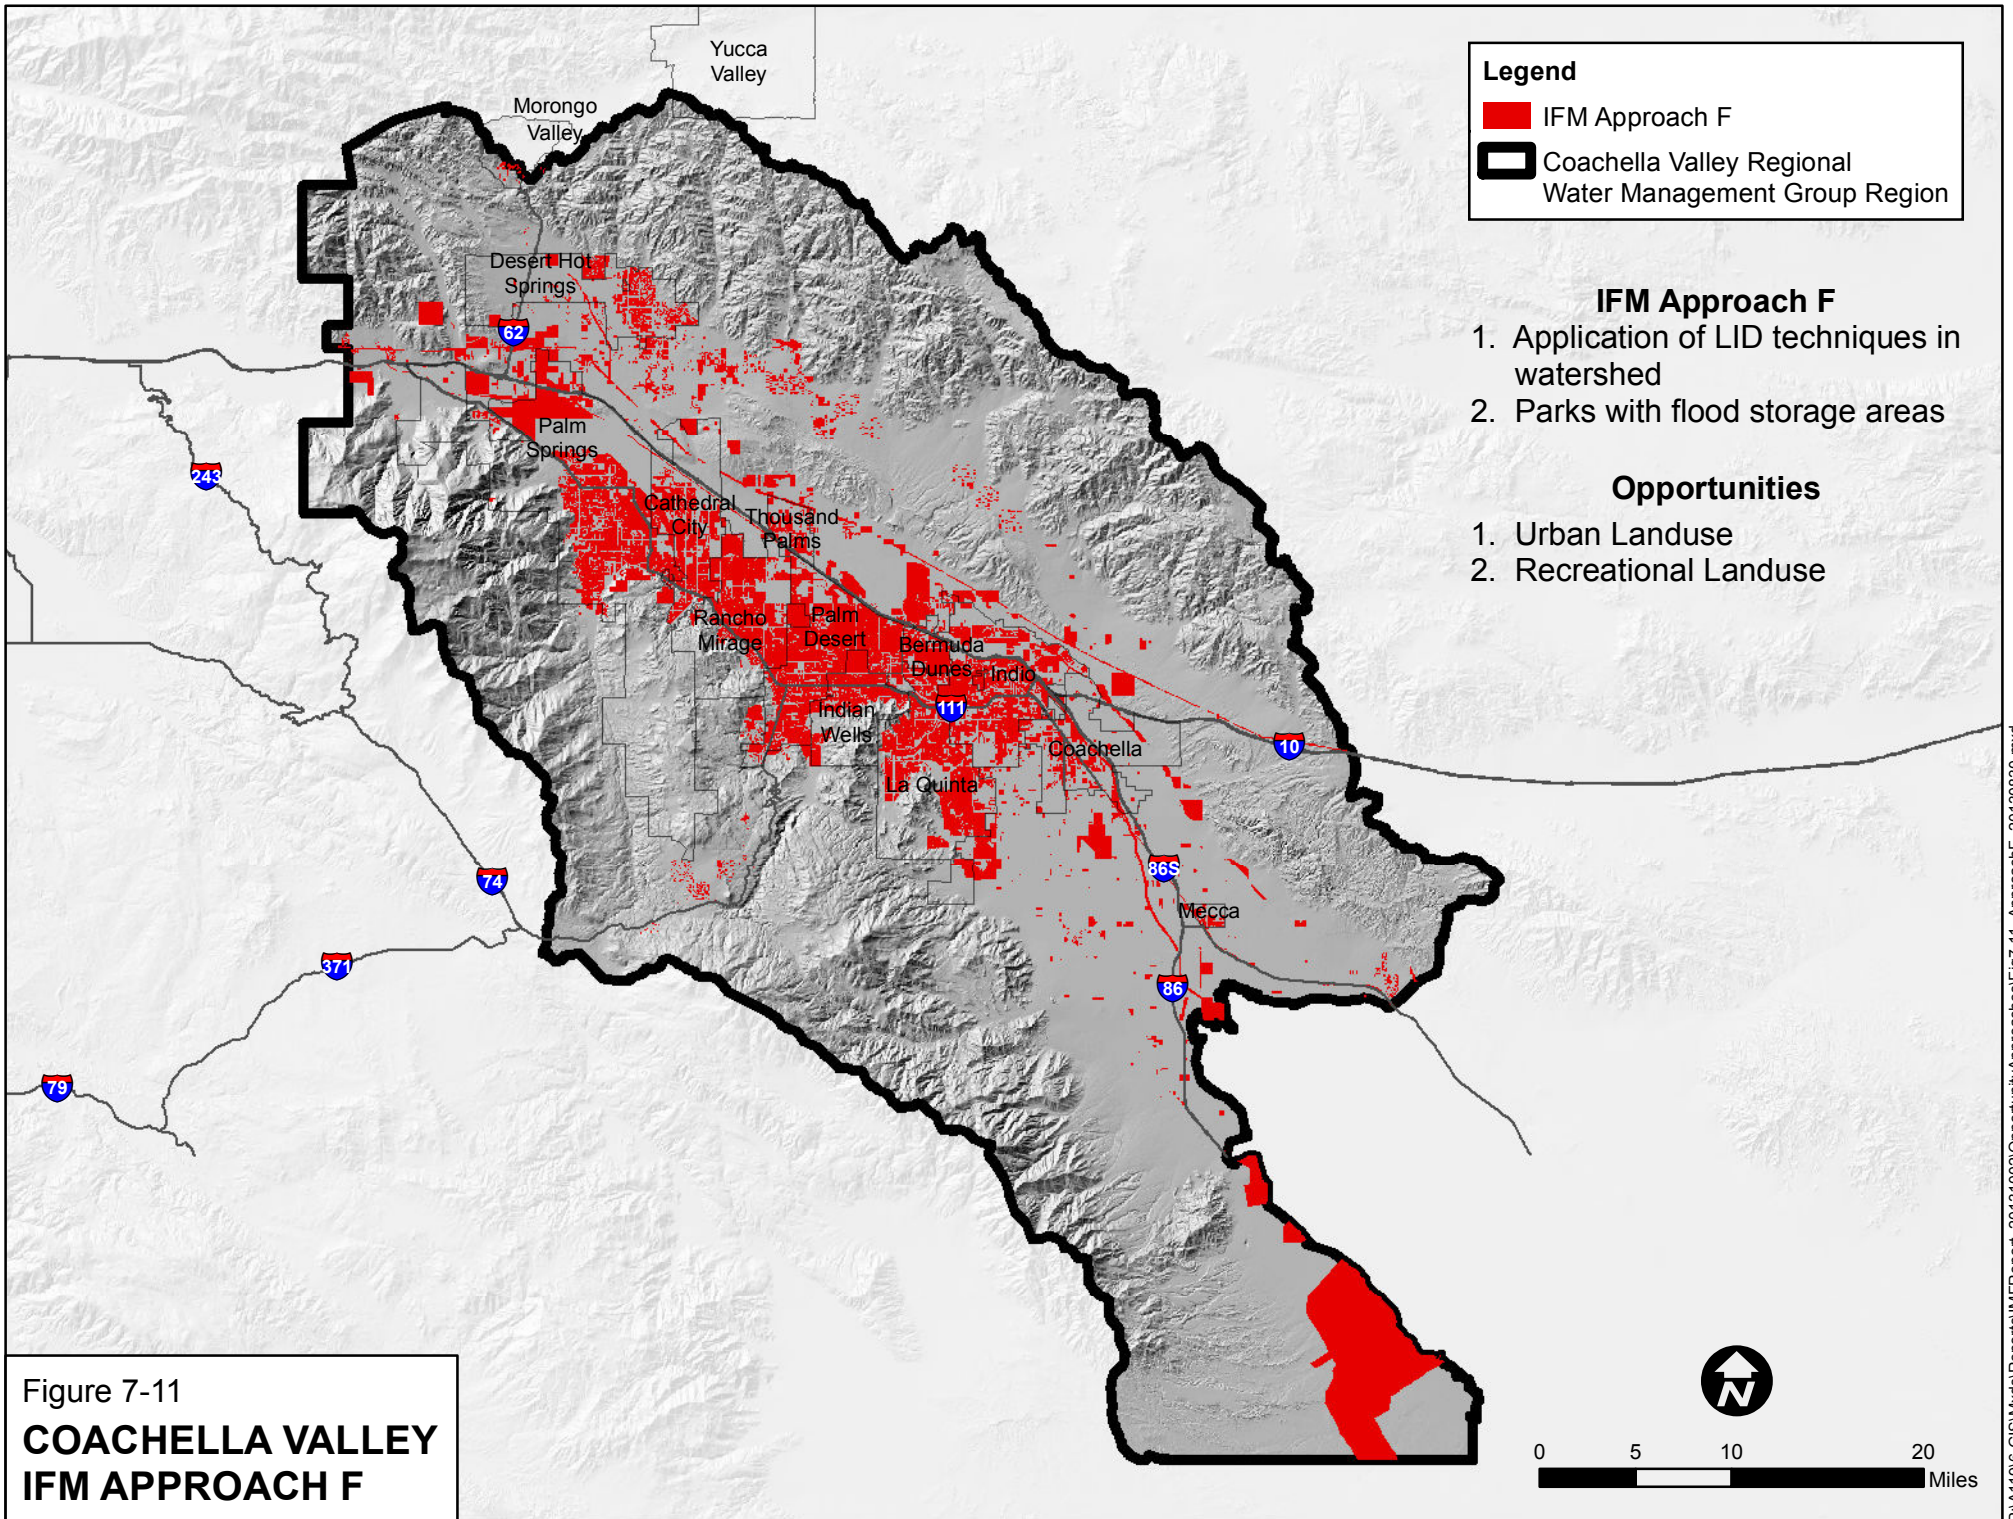 Yucca
Valley
Morongo
Valley
Legend
IFM Approach F
Coachella Valley Regional
Water Management Group Region
Desert Hot
Springs
62
IFM Approach F
1. Application of LID techniques in
watershed
2. Parks with flood storage areas
Opportunities
1. Urban Landuse
2. Recreational Landuse
Palm
Springs
243
Cathedral
City
Thousand
Palms
Rancho
Mirage
Palm
Desert
Bermuda
Dunes
Indio
Indian
Wells
111
Coachella
10
La Quinta
74
86S
Mecca
371
86
79
Figure 7-11
COACHELLA VALLEY
IFM APPROACH F
N
0 5 10 20
Miles